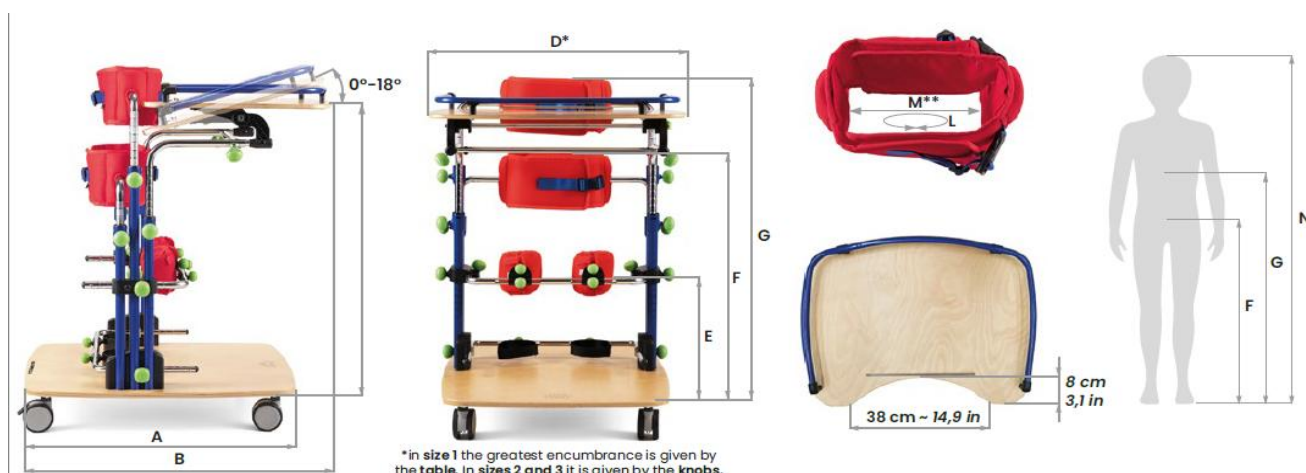 D*
0°-18°
M**
L
N
G
G
F
F
E
8 cm
3,1 in
38 cm ~ 14,9 in
A
B
*in size 1 the greatest encumbrance is given by
the table. In sizes 2 and 3 it is given by the knobs.